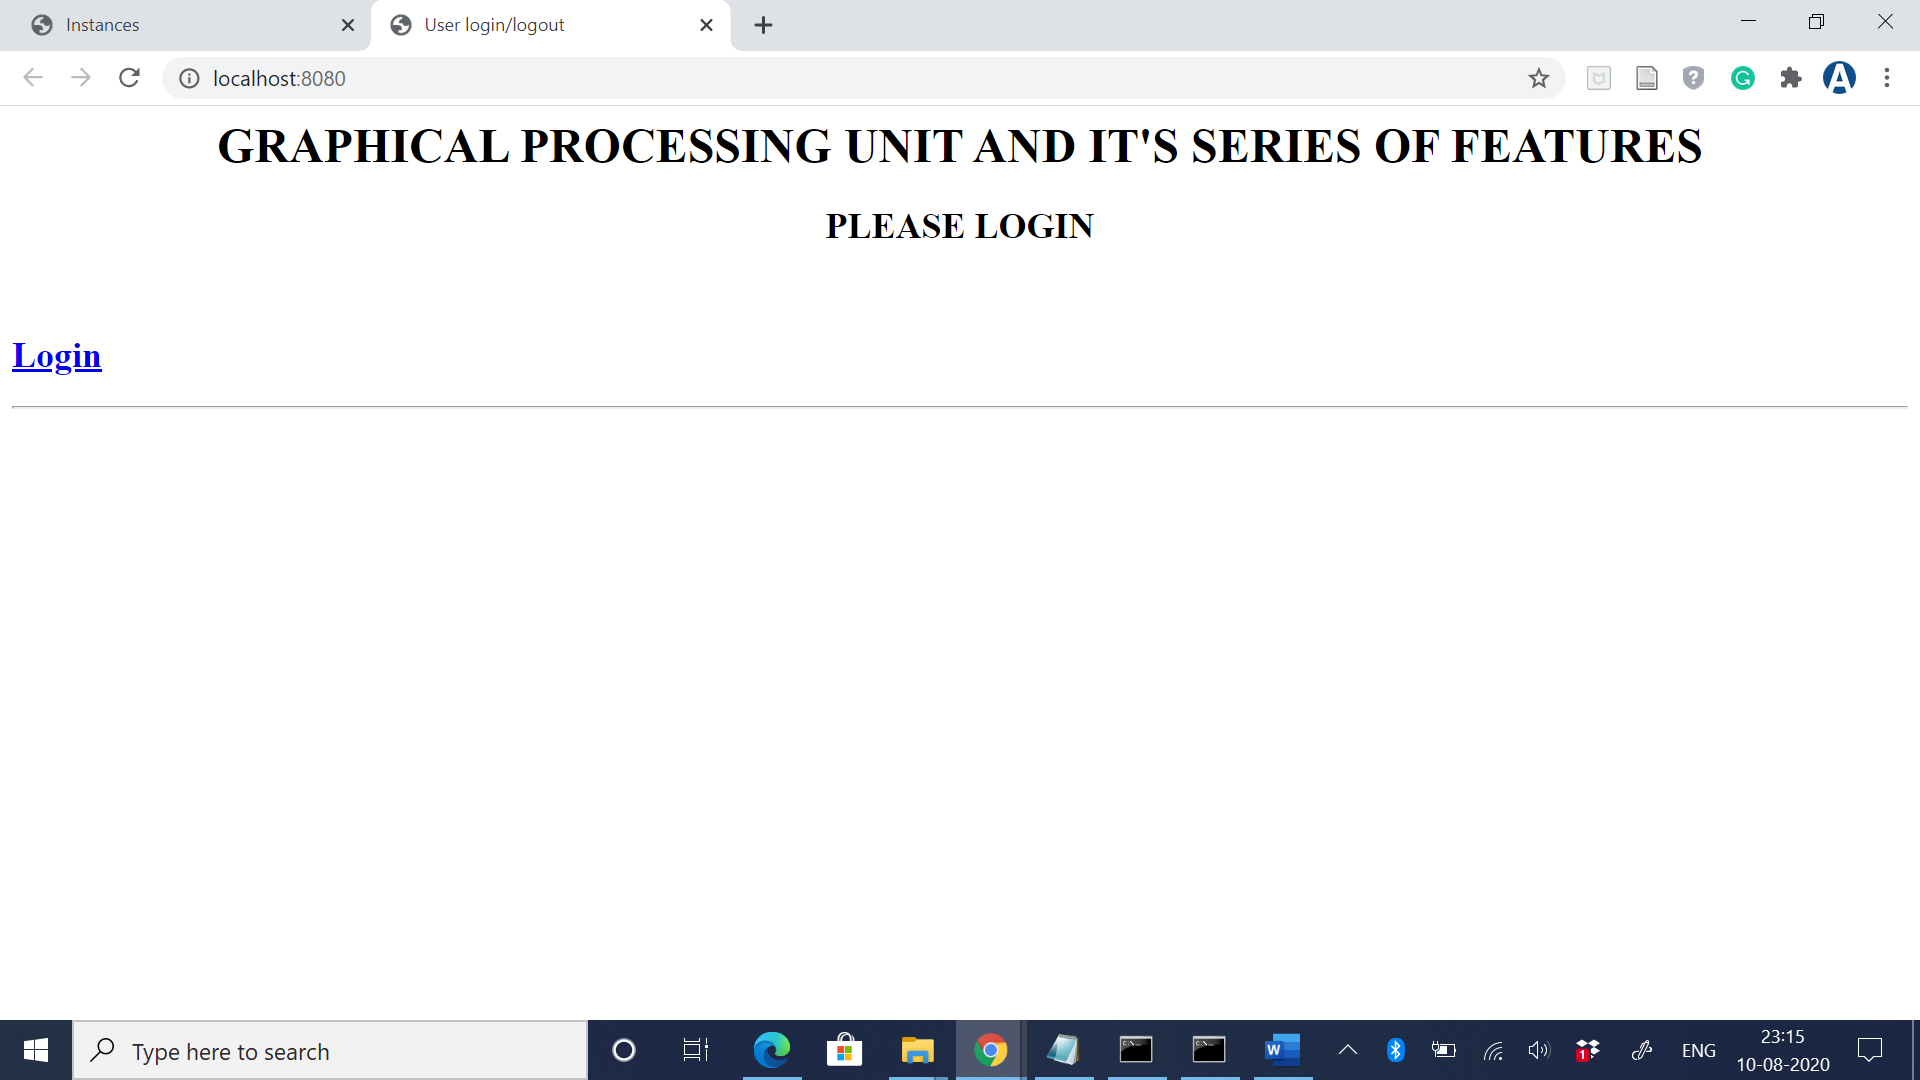 Instances
User login/logout
localhost:8080
GRAPHICAL PROCESSING UNIT AND IT'S SERIES OF FEATURES
PLEASE LOGIN
Login
Type here to search
ENG
23:15
10-08-2020